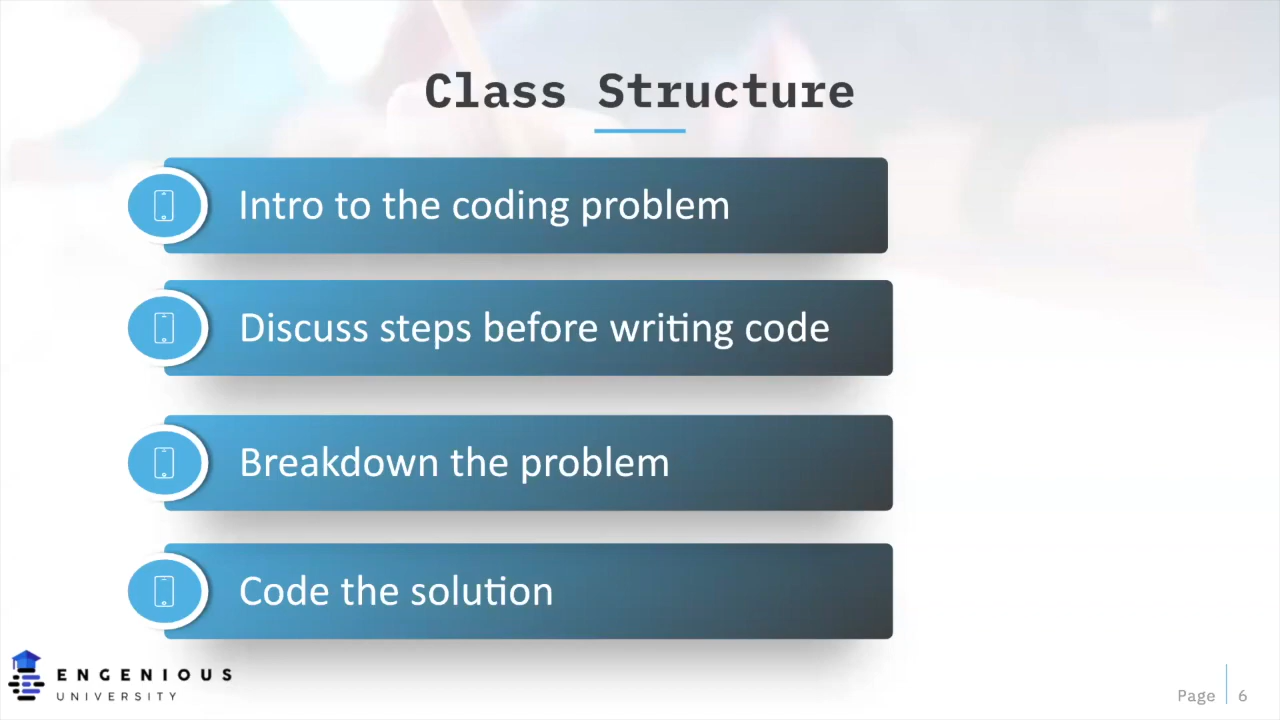 Class Structure
Intro to the coding problem
Discuss steps before writing code
Breakdown the problem
Code the solution
ENGENIOUS
UNIVERSITY
Page 6